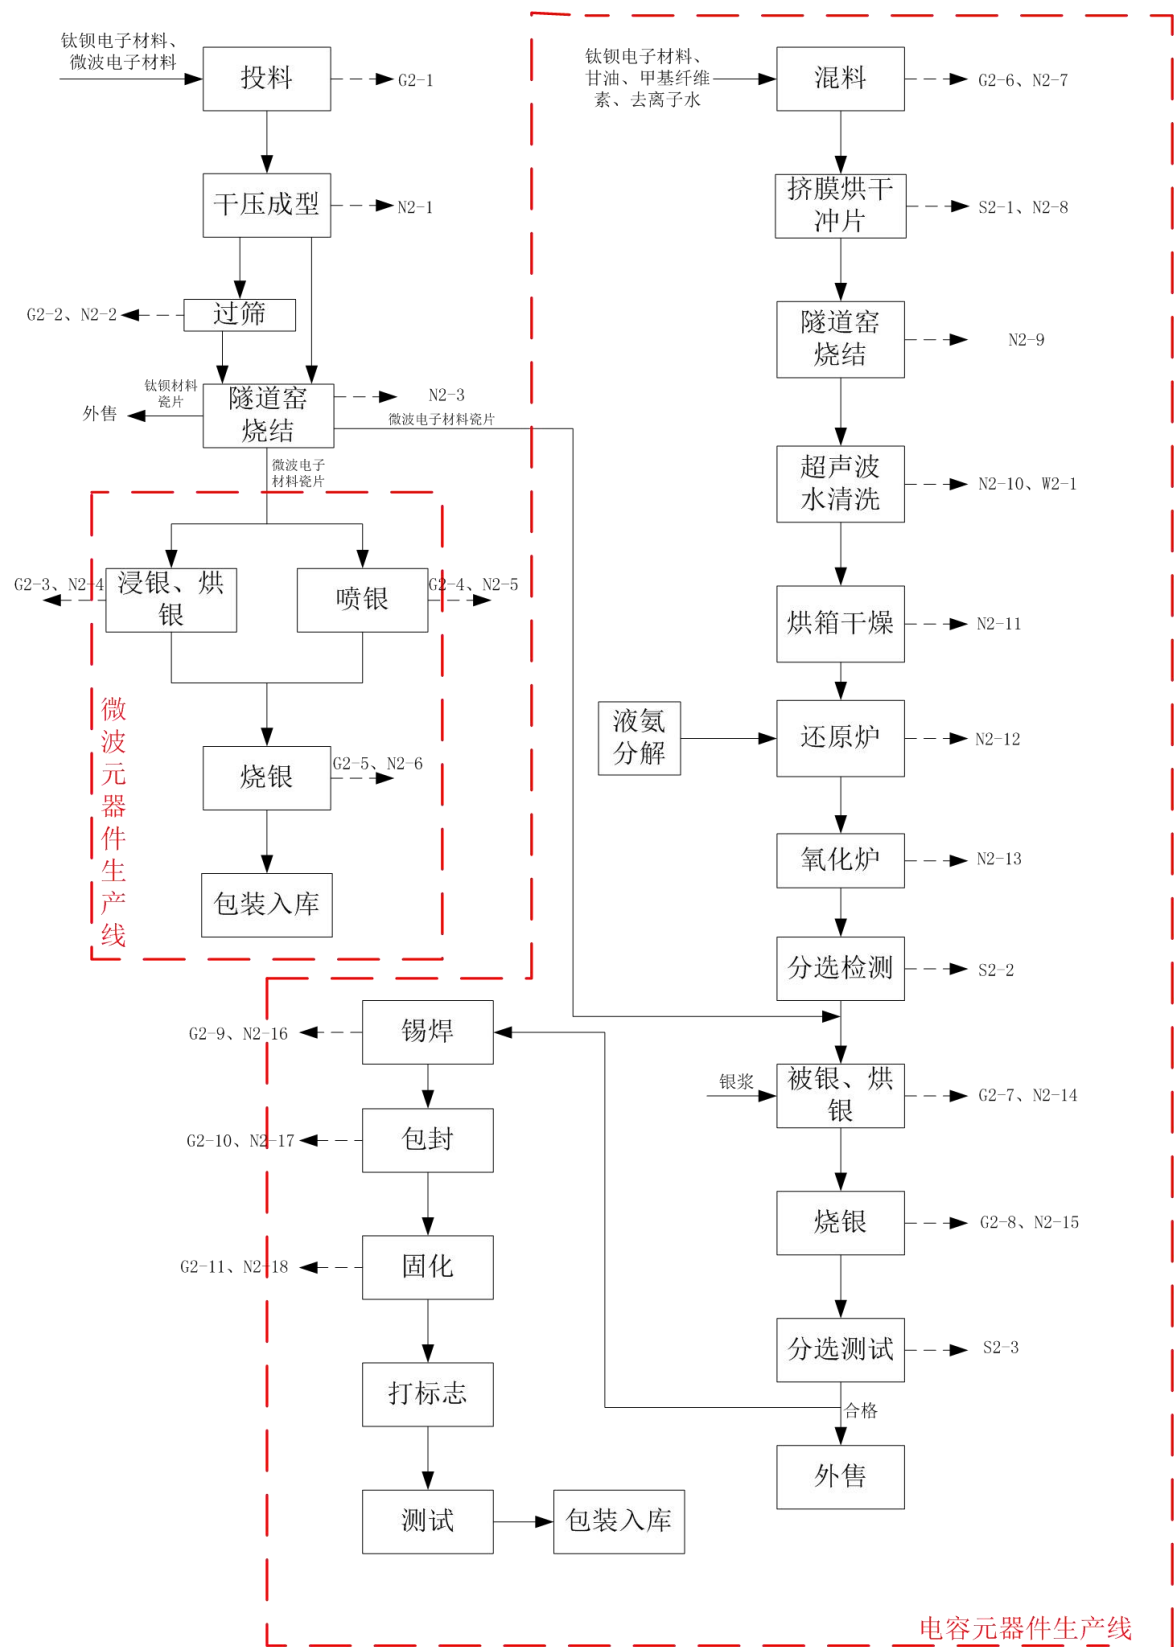 钛钡电子材料、
微波电子材料
投料
G2-1
干压成型
N2-1
过筛
G2-2、N2-2
钛钡材料
瓷片
外售
隧道窑
烧结
N2-3
微波电子材料瓷片
微波电子
材料瓷片
G2-3、N2-4
浸银、烘
银
喷银
G2-4、N2-5
微波元器件生产线
烧银
G2-5、N2-6
包装入库
钛钡电子材料、
甘油、甲基纤维
素、去离子水
混料
G2-6、N2-7
挤膜烘干
冲片
S2-1、N2-8
隧道窑
烧结
N2-9
超声波
水清洗
N2-10、W2-1
烘箱干燥
N2-11
液氨
分解
还原炉
N2-12
氧化炉
N2-13
分选检测
S2-2
银浆
被银、烘
银
G2-7、N2-14
烧银
G2-8、N2-15
分选测试
S2-3
合格
外售
G2-9、N2-16
锡焊
G2-10、N2-17
包封
G2-11、N2-18
固化
打标志
测试
包装入库
电容元器件生产线